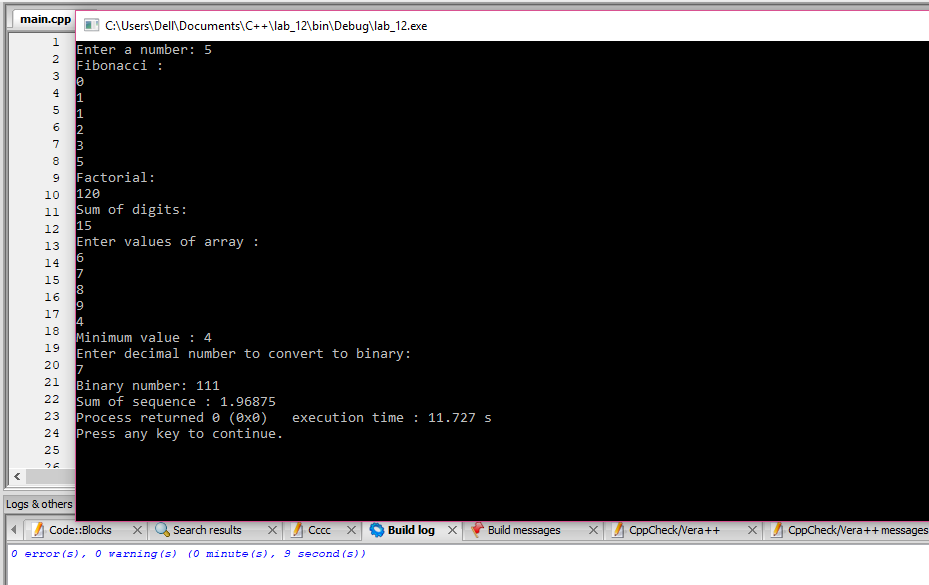 main.cpp
C:\Users\Dell\Documents\C++\lab_12\bin\Debug\lab_12.exe
1
2
3
4
5
6
7
8
9
10
11
12
13
14
15
16
17
18
19
20
21
22
23
24
25
26
Enter a number: 5
Fibonacci :
0
1
1
2
3
5
Factorial:
120
Sum of digits:
15
Enter values of array :
6
7
8
9
4
Minimum value : 4
Enter decimal number to convert to binary:
7
Binary number: 111
Sum of sequence : 1.96875
Process returned 0 (0x0)   execution time : 11.727 s
Press any key to continue.
Logs & others
Code::Blocks Search results Cccc Build log Build messages CppCheck/Vera++ CppCheck/Vera++ messages
0 error(s), 0 warning(s) (0 minute(s), 9 second(s))